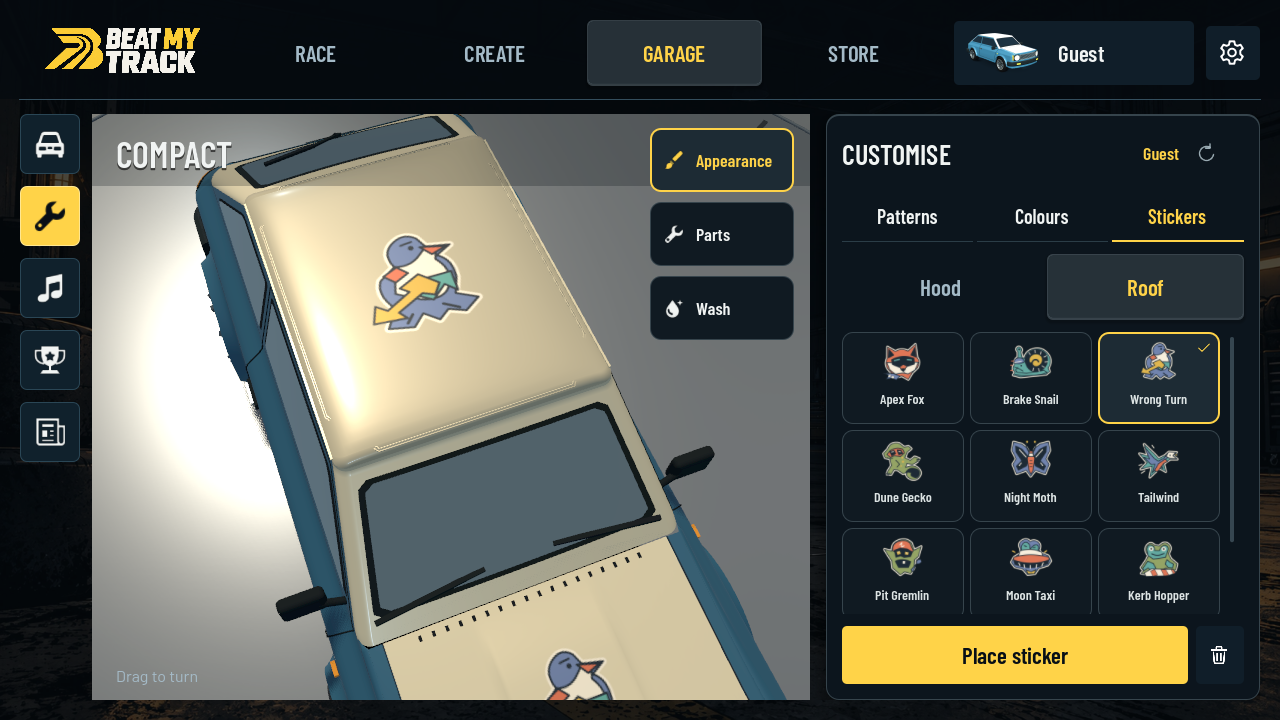 BEAT MY
TRACK
RACE
CREATE
GARAGE
STORE
Guest
COMPACT
Appearance
Parts
Wash
Drag to turn
CUSTOMISE
Guest
Patterns
Colours
Stickers
Hood
Roof
Apex Fox
Brake Snail
Wrong Turn
Dune Gecko
Night Moth
Tailwind
Pit Gremlin
Moon Taxi
Kerb Hopper
Place sticker